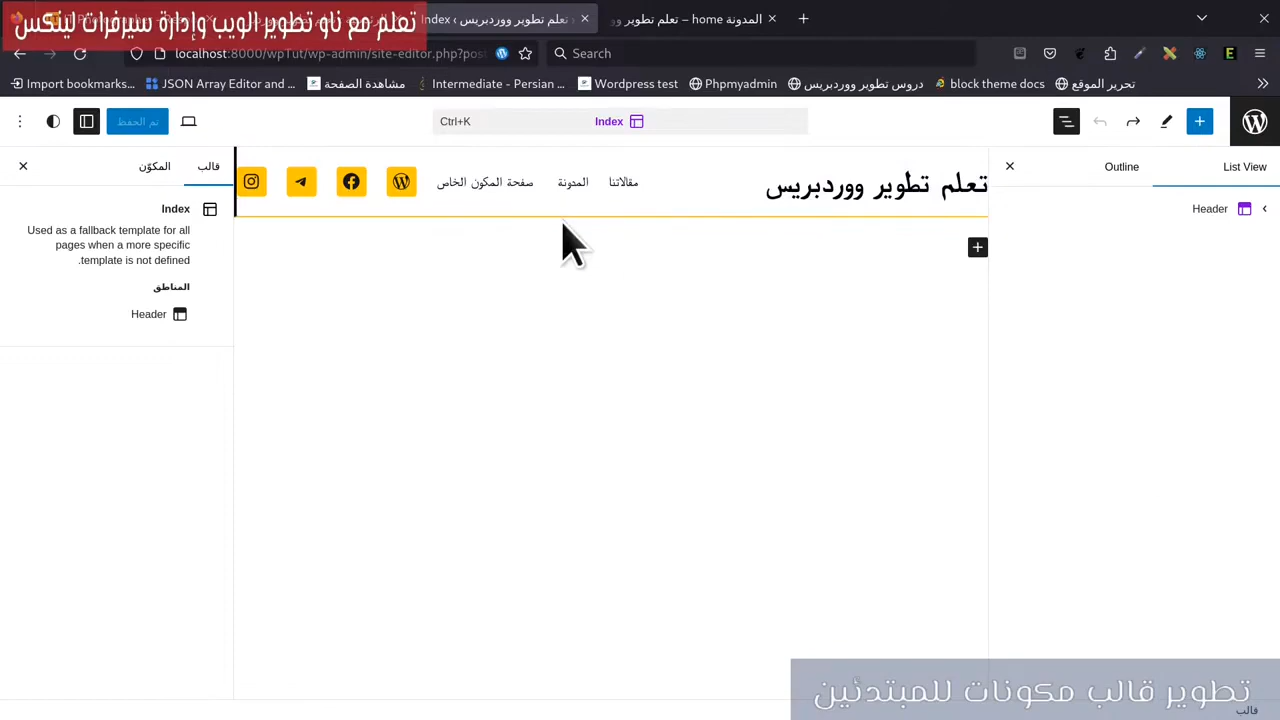 تعلم مع ناو تطوير الويب وإدارة سيرفرات لينكس
Index ‹ تعلم تطوير ووردبريس
المدونة home – تعلم تطوير وور
localhost:8000/wpTut/wp-admin/site-editor.php?post
Search
Import bookmarks...
JSON Array Editor and ...
مشاهدة الصفحة
Intermediate - Persian ...
Wordpress test
Phpmyadmin
دروس تطوير ووردبريس
block theme docs
تحرير الموقع
تم الحفظ
Ctrl+K
Index
قالب
المكوّن
Outline
List View
تعلم تطوير ووردبريس
مقالاتنا
المدونة
صفحة المكون الخاص
Header
Index
Used as a fallback template for all
pages when a more specific
.template is not defined
المناطق
Header
تطوير قالب مكونات للمبتدئين
قالب